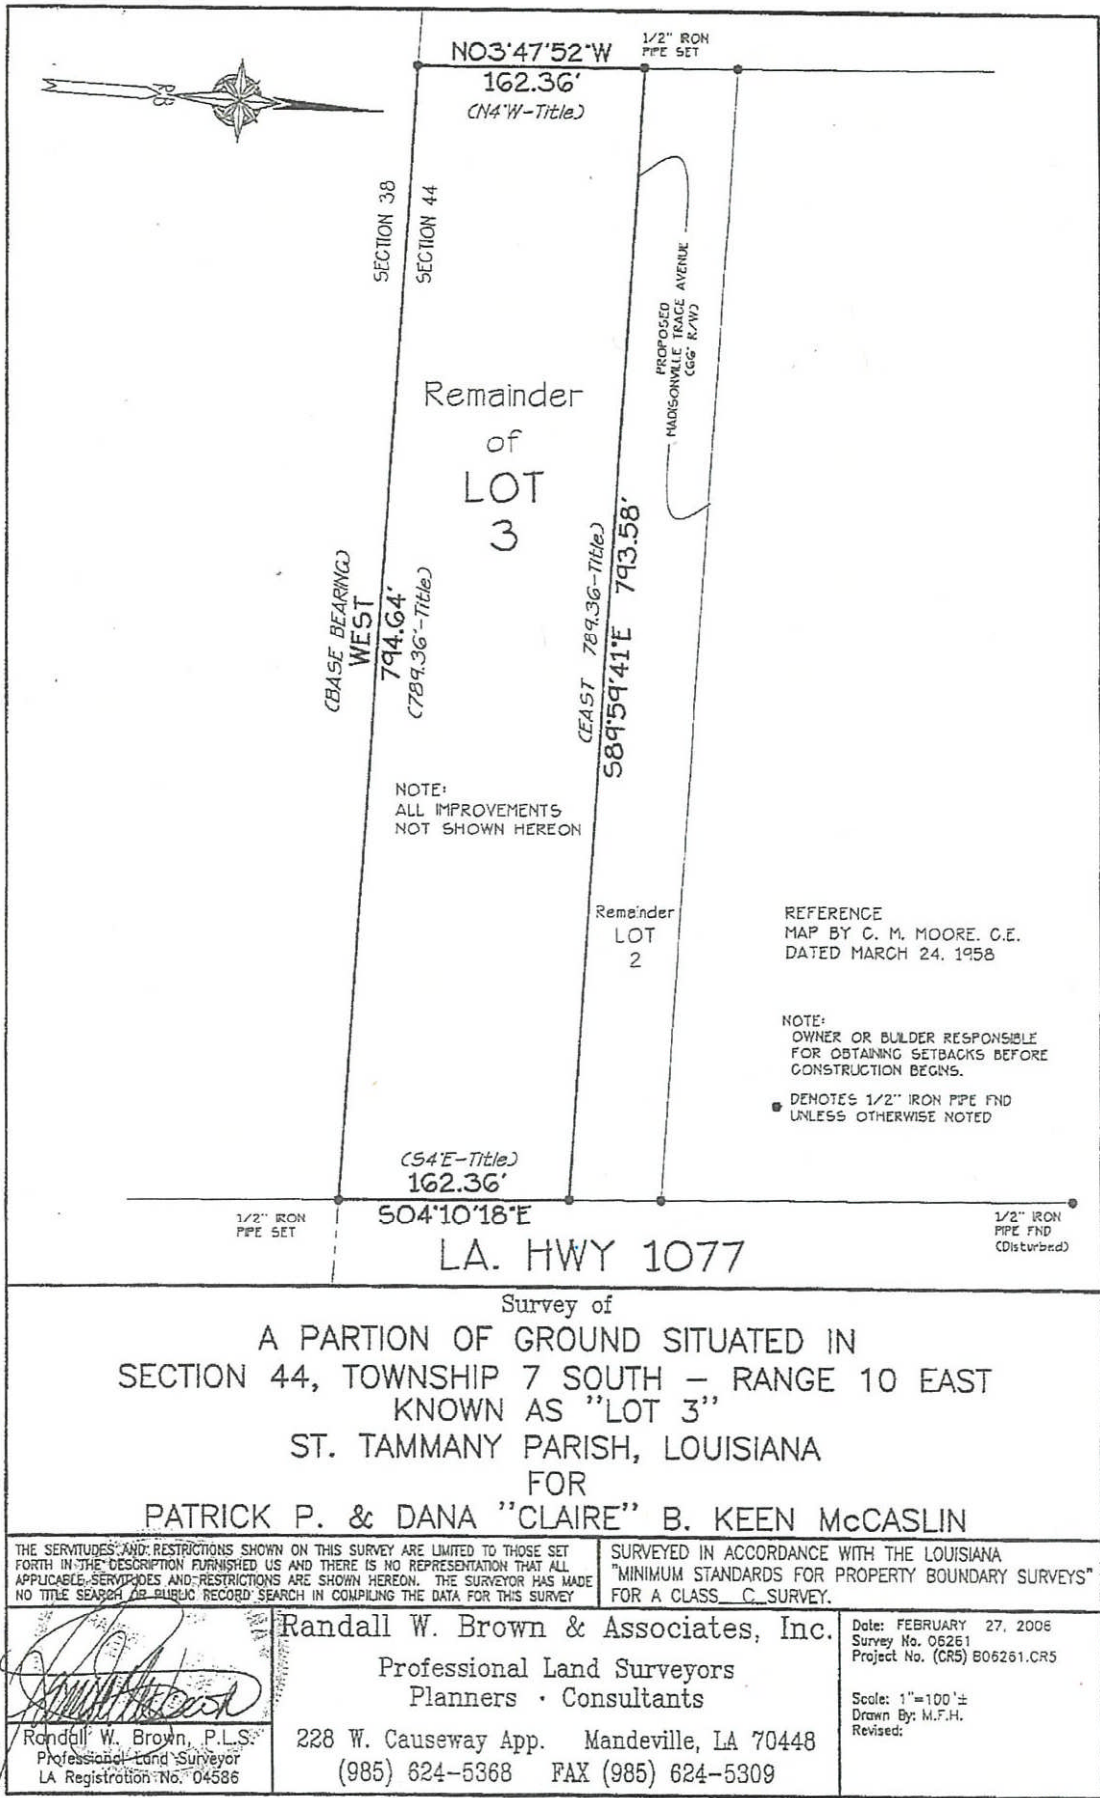 N03°47'52"W
162.36'
(N4°W-Title)
1/2" IRON
PIPE SET
SECTION 38
SECTION 44
PROPOSED
MADISONVILLE TRACE AVENUE
(66' R/W)
Remainder
of
LOT
3
(BASE BEARING)
WEST
794.64'
(789.36'-Title)
(EAST 789.36-Title)
S89°59'41"E 793.58'
NOTE:
ALL IMPROVEMENTS
NOT SHOWN HEREON
Remainder
LOT
2
REFERENCE
MAP BY C. M. MOORE. C.E.
DATED MARCH 24. 1958
NOTE:
OWNER OR BUILDER RESPONSIBLE
FOR OBTAINING SETBACKS BEFORE
CONSTRUCTION BEGINS.
DENOTES 1/2" IRON PIPE FND
UNLESS OTHERWISE NOTED
(S4°E-Title)
162.36'
S04°10'18"E
1/2" IRON
PIPE SET
1/2" IRON
PIPE FND
(Disturbed)
LA. HWY 1077
Survey of
A PARTION OF GROUND SITUATED IN
SECTION 44, TOWNSHIP 7 SOUTH – RANGE 10 EAST
KNOWN AS "LOT 3"
ST. TAMMANY PARISH, LOUISIANA
FOR
PATRICK P. & DANA "CLAIRE" B. KEEN McCASLIN
THE SERVITUDES AND RESTRICTIONS SHOWN ON THIS SURVEY ARE LIMITED TO THOSE SET
FORTH IN THE DESCRIPTION FURNISHED US AND THERE IS NO REPRESENTATION THAT ALL
APPLICABLE SERVITUDES AND RESTRICTIONS ARE SHOWN HEREON. THE SURVEYOR HAS MADE
NO TITLE SEARCH OR PUBLIC RECORD SEARCH IN COMPILING THE DATA FOR THIS SURVEY
SURVEYED IN ACCORDANCE WITH THE LOUISIANA
"MINIMUM STANDARDS FOR PROPERTY BOUNDARY SURVEYS"
FOR A CLASS C SURVEY.
Randall W. Brown, P.L.S.
Professional Land Surveyor
LA Registration No. 04586
Randall W. Brown & Associates, Inc.
Professional Land Surveyors
Planners · Consultants
228 W. Causeway App. Mandeville, LA 70448
(985) 624-5368 FAX (985) 624-5309
Date: FEBRUARY 27, 2006
Survey No. 06261
Project No. (CR5) B06261.CR5
Scale: 1"=100'±
Drawn By: M.F.H.
Revised: